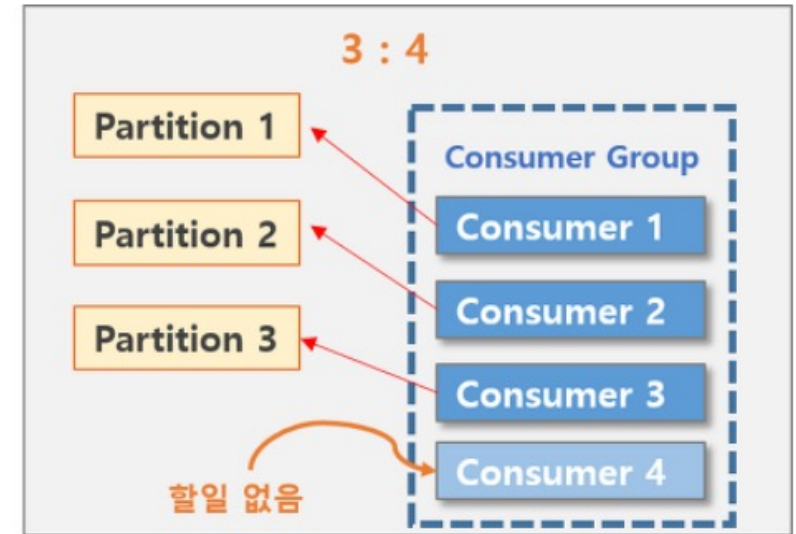 3 : 4
Partition 1
Partition 2
Partition 3
Consumer Group
Consumer 1
Consumer 2
Consumer 3
Consumer 4
할일 없음